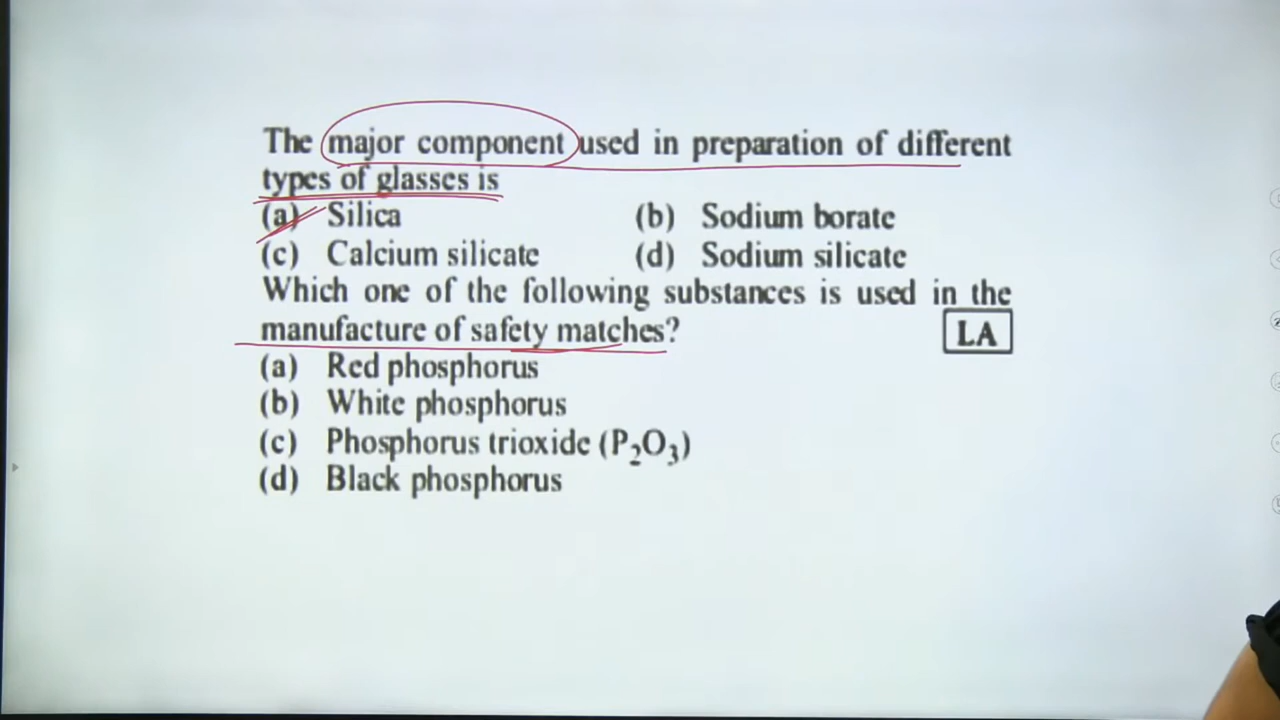 The major component used in preparation of different
types of glasses is
(a) Silica (b) Sodium borate
(c) Calcium silicate (d) Sodium silicate
Which one of the following substances is used in the
manufacture of safety matches? LA
(a) Red phosphorus
(b) White phosphorus
(c) Phosphorus trioxide (P₂O₃)
(d) Black phosphorus